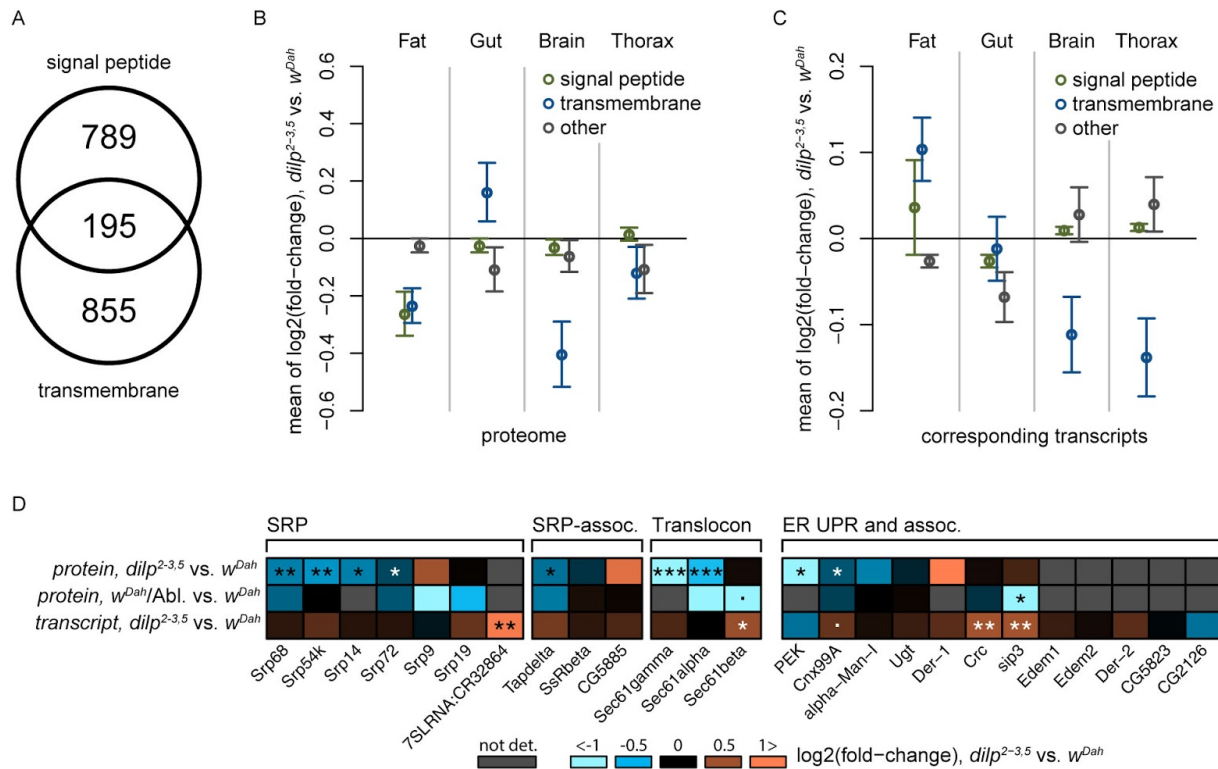 A
signal peptide
789
195
855
transmembrane
B
Fat Gut Brain Thorax
signal peptide
transmembrane
other
mean of log2(fold−change), dilp2−3,5 vs. wDah
0.6
0.4
0.2
0.0
−0.2
−0.4
−0.6
proteome
C
Fat Gut Brain Thorax
signal peptide
transmembrane
other
mean of log2(fold−change), dilp2−3,5 vs. wDah
0.2
0.1
0.0
−0.1
−0.2
corresponding transcripts
D
SRP SRP-assoc. Translocon ER UPR and assoc.
protein, dilp2−3,5 vs. wDah ** ** * * * *** *** * *
protein, wDah/Abl. vs. wDah · *
transcript, dilp2−3,5 vs. wDah ** * · ** **
Srp68 Srp54k Srp14 Srp72 Srp9 Srp19 7SLRNA:CR32864 Tapdelta SsRbeta CG5885 Sec61gamma Sec61alpha Sec61beta PEK Cnx99A alpha−Man−I Ugt Der−1 Crc sip3 Edem1 Edem2 Der−2 CG5823 CG2126
not det. <-1 -0.5 0 0.5 1> log2(fold−change), dilp2−3,5 vs. wDah